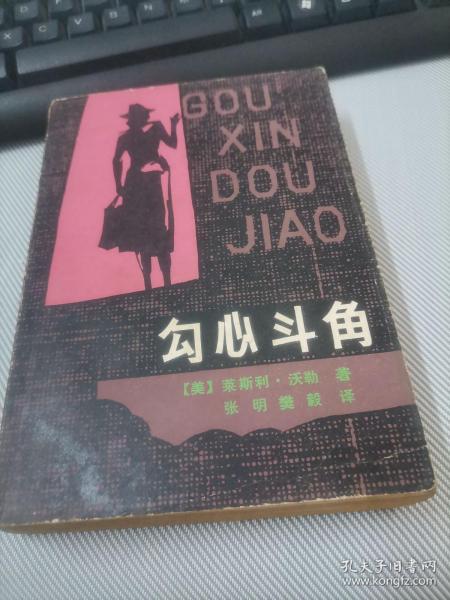 GOU
XIN
DOU
JIAO
勾心斗角
【美】莱斯利·沃勒 著
张明樊毅 译
孔夫子旧书网
www.kongfz.com